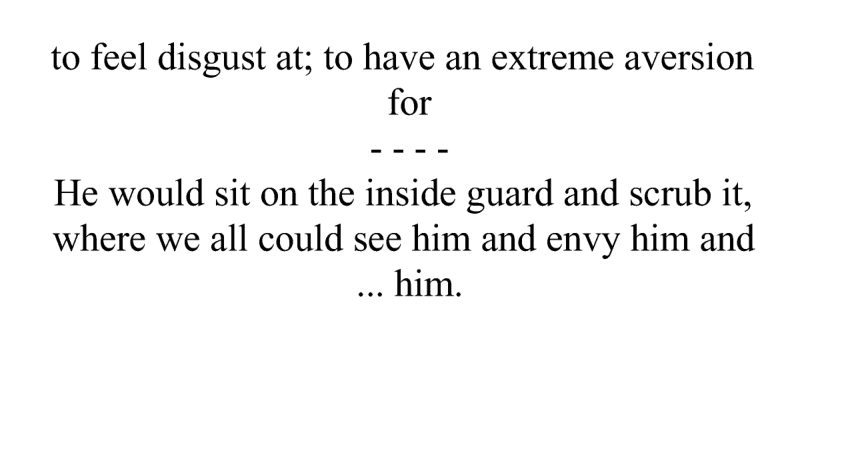 to feel disgust at; to have an extreme aversion
for
- - - -
He would sit on the inside guard and scrub it,
where we all could see him and envy him and
... him.